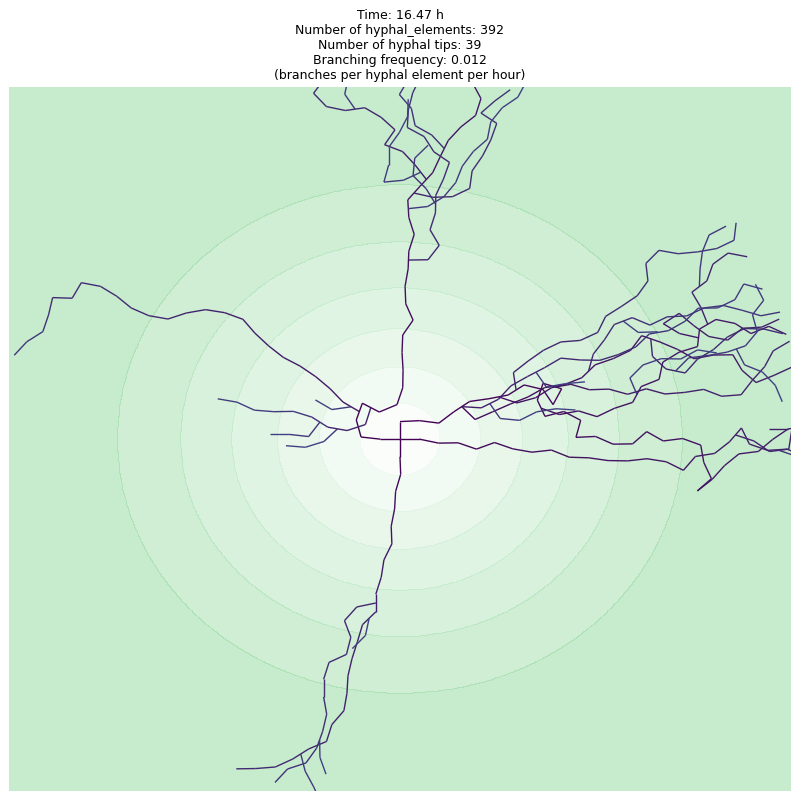 Time: 16.47 h
Number of hyphal_elements: 392
Number of hyphal tips: 39
Branching frequency: 0.012
(branches per hyphal element per hour)